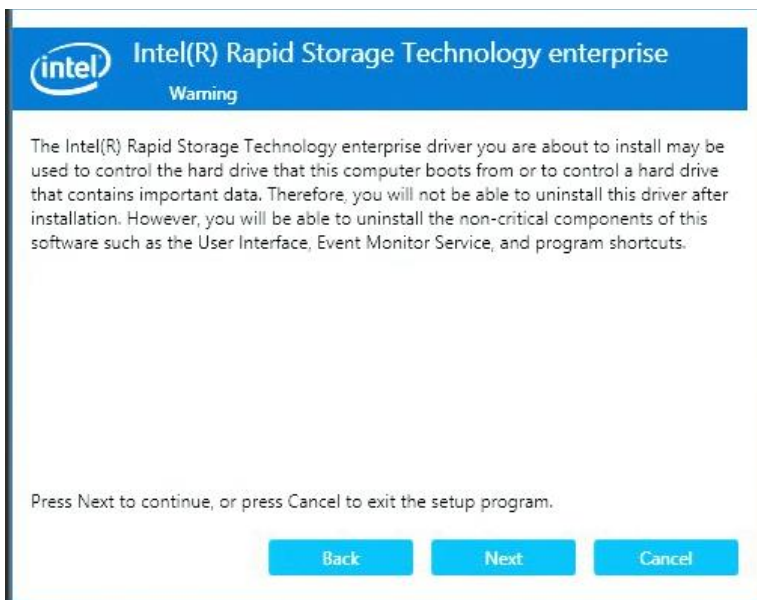 intel
Intel(R) Rapid Storage Technology enterprise
Warning
The Intel(R) Rapid Storage Technology enterprise driver you are about to install may be
used to control the hard drive that this computer boots from or to control a hard drive
that contains important data. Therefore, you will not be able to uninstall this driver after
installation. However, you will be able to uninstall the non-critical components of this
software such as the User Interface, Event Monitor Service, and program shortcuts.
Press Next to continue, or press Cancel to exit the setup program.
Back Next Cancel